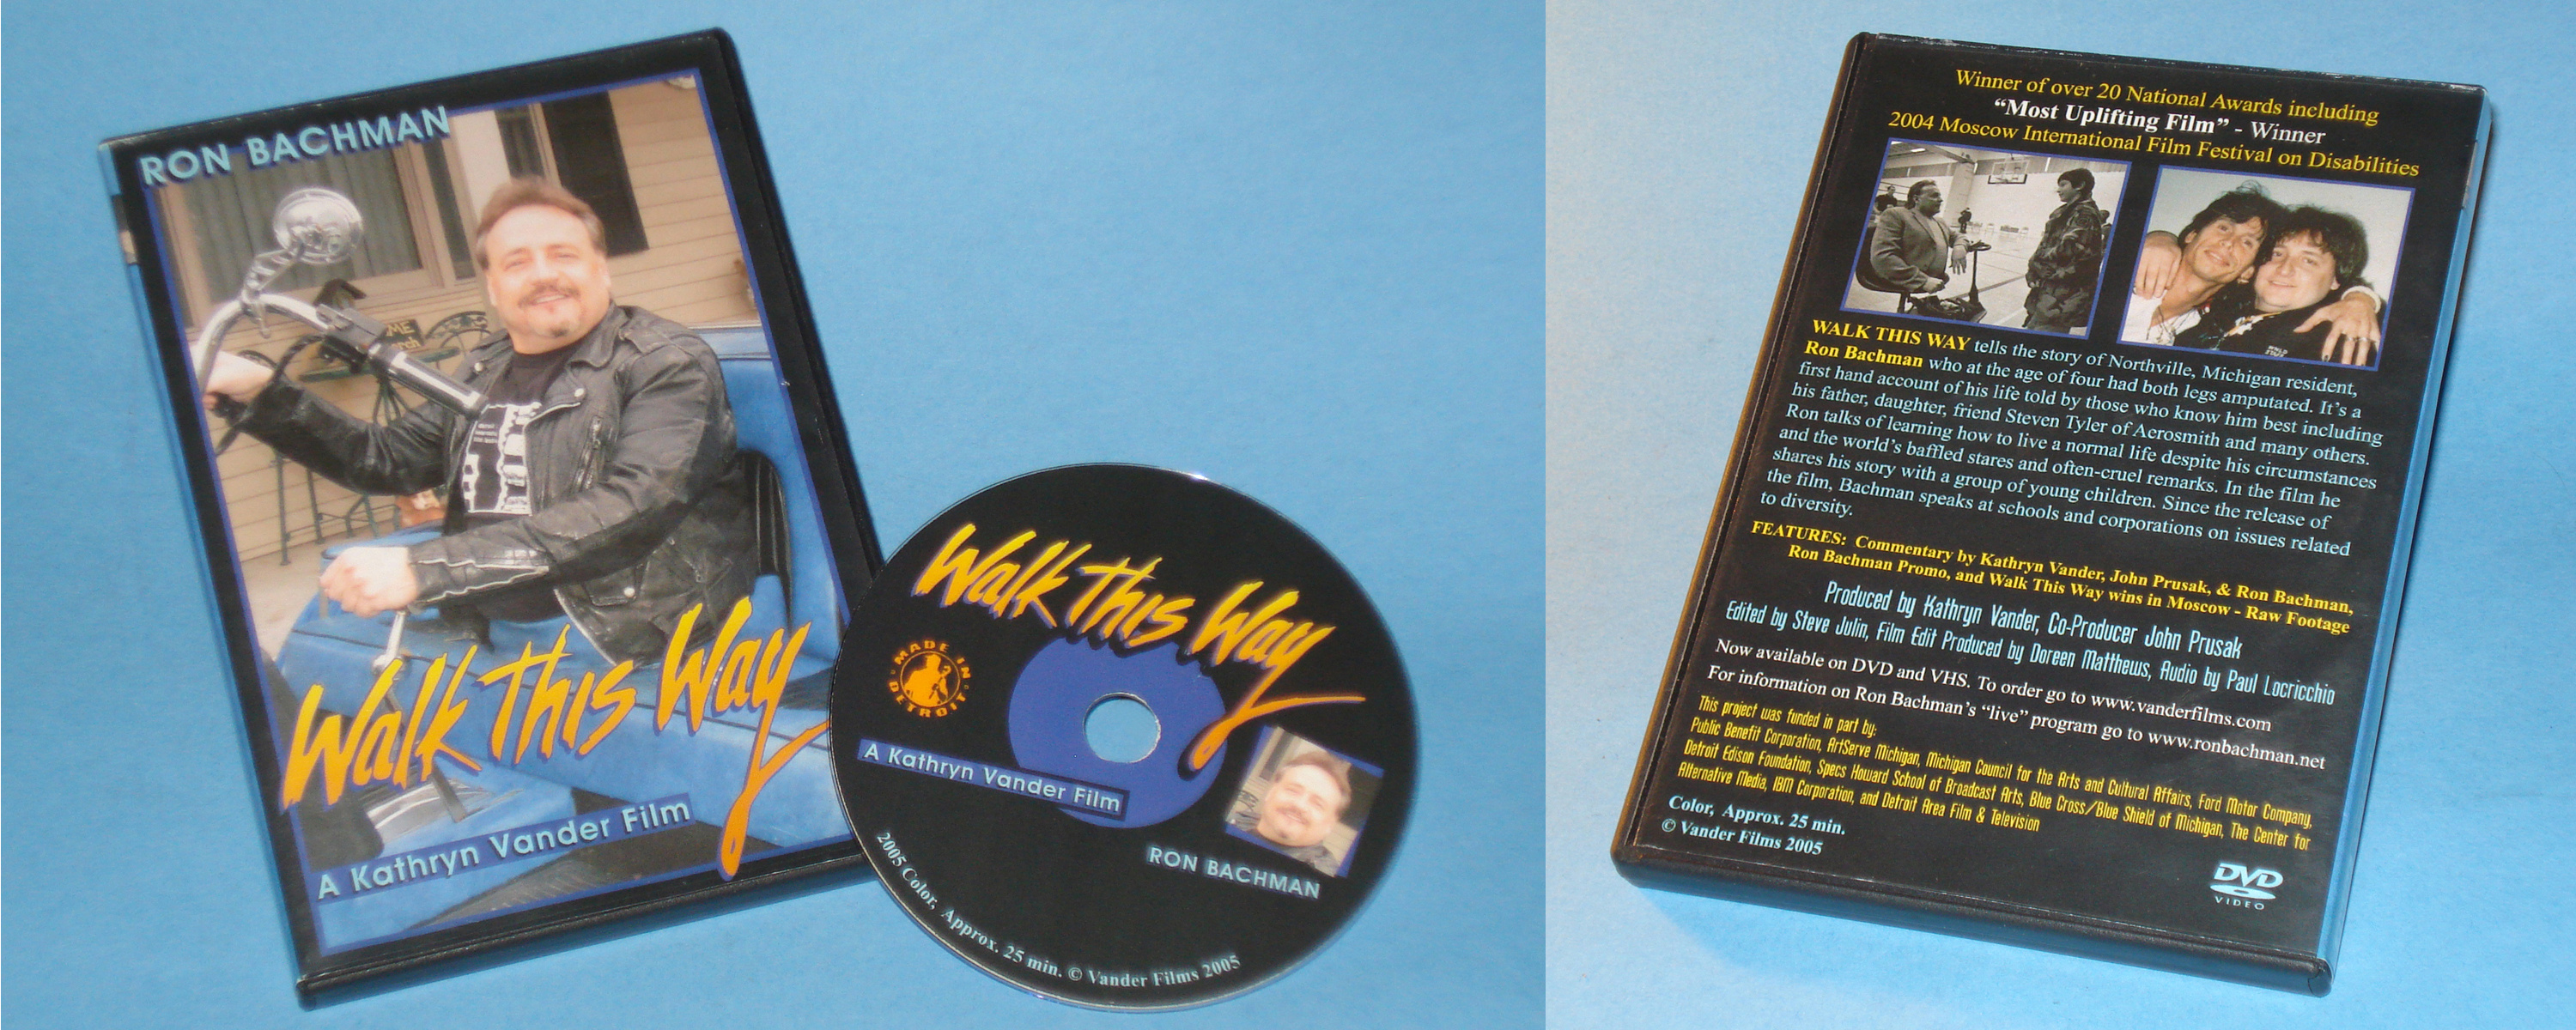 RON BACHMAN
Walk This Way
A Kathryn Vander Film
Walk This Way
MADE IN
DETROIT
A Kathryn Vander Film
RON BACHMAN
2005 Color, Approx. 25 min. © Vander Films 2005
Winner of over 20 National Awards including
“Most Uplifting Film” - Winner
2004 Moscow International Film Festival on Disabilities
WALK THIS WAY tells the story of Northville, Michigan resident,
Ron Bachman who at the age of four had both legs amputated. It’s a
first hand account of his life told by those who know him best including
his father, daughter, friend Steven Tyler of Aerosmith and many others.
Ron talks of learning how to live a normal life despite his circumstances
and the world’s baffled stares and often-cruel remarks. In the film he
shares his story with a group of young children. Since the release of
the film, Bachman speaks at schools and corporations on issues related
to diversity.
FEATURES: Commentary by Kathryn Vander, John Prusak, & Ron Bachman,
Ron Bachman Promo, and Walk This Way wins in Moscow - Raw Footage
Produced by Kathryn Vander, Co-Producer John Prusak
Edited by Steve Julin, Film Edit Produced by Doreen Matthews, Audio by Paul Locricchio
Now available on DVD and VHS. To order go to www.vanderfilms.com
For information on Ron Bachman’s “live” program go to www.ronbachman.net
This project was funded in part by:
Public Benefit Corporation, ArtServe Michigan, Michigan Council for the Arts and Cultural Affairs, Ford Motor Company,
Detroit Edison Foundation, Specs Howard School of Broadcast Arts, Blue Cross/Blue Shield of Michigan, The Center for
Alternative Media, IBM Corporation, and Detroit Area Film & Television
Color, Approx. 25 min.
© Vander Films 2005
DVD
VIDEO